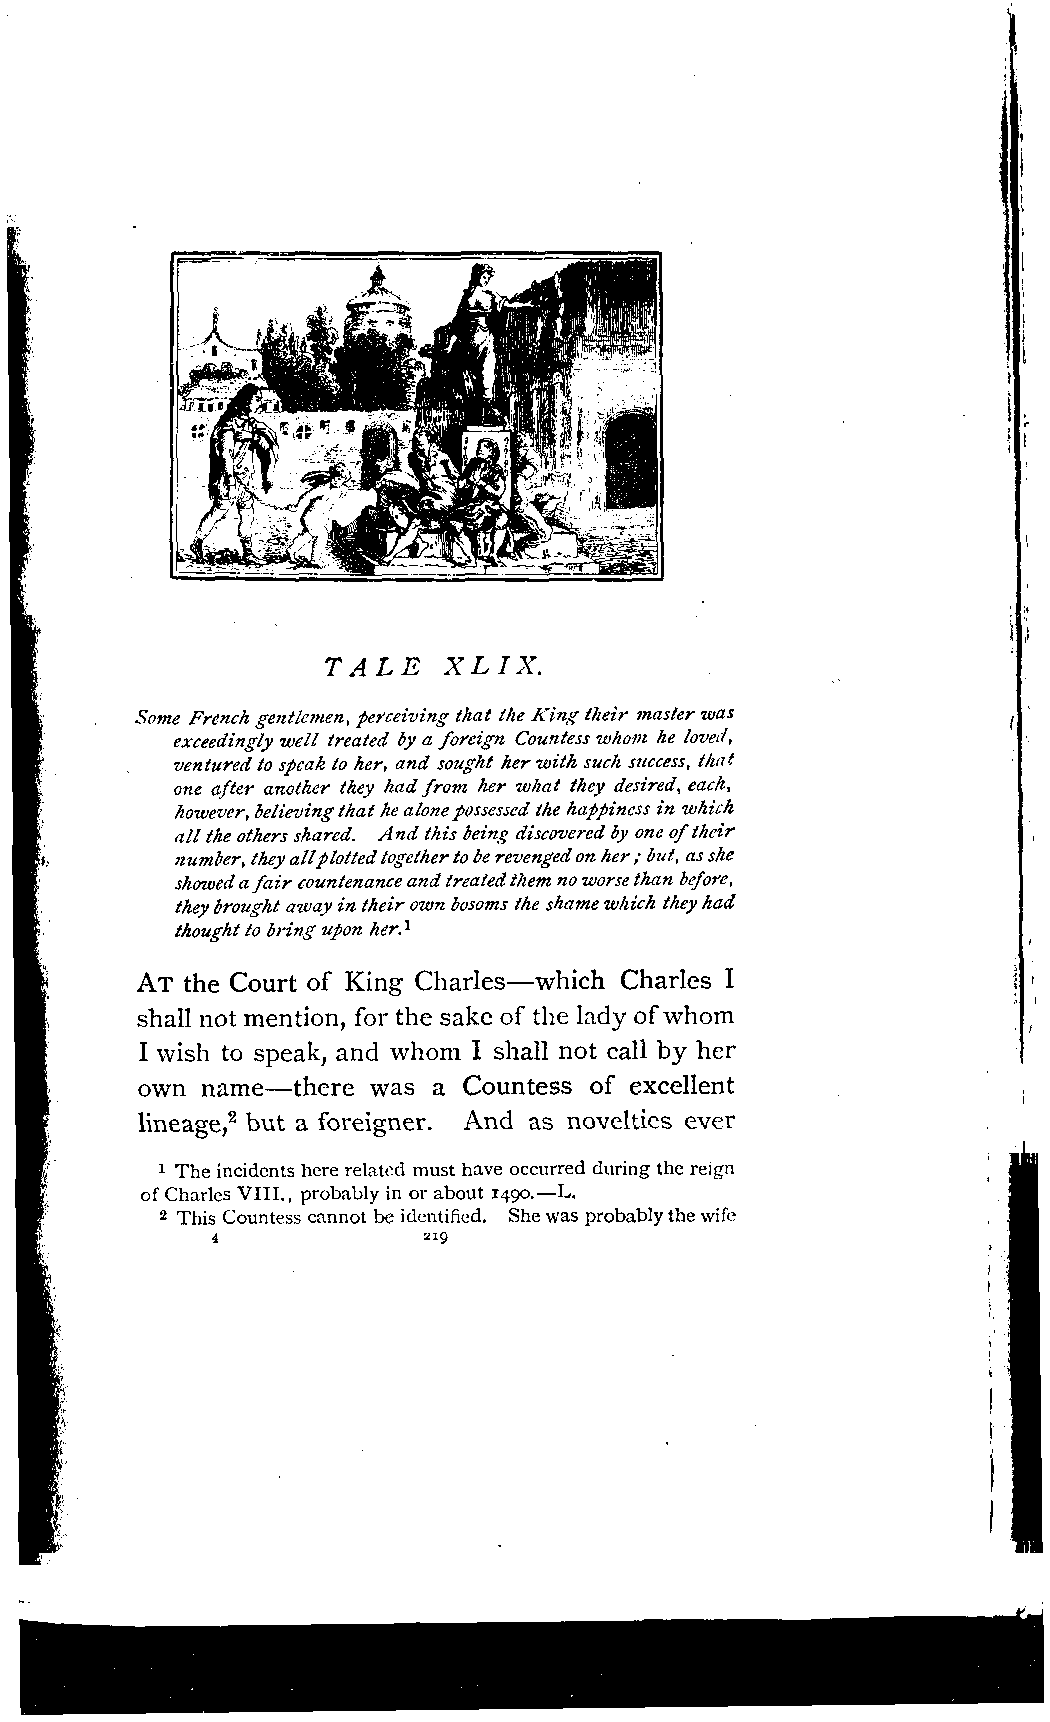 TALE XLIX.
Some French gentlemen, perceiving that the King their master was
exceedingly well treated by a foreign Countess whom he loved,
ventured to speak to her, and sought her with such success, that
one after another they had from her what they desired, each,
however, believing that he alone possessed the happiness in which
all the others shared. And this being discovered by one of their
number, they all plotted together to be revenged on her ; but, as she
showed a fair countenance and treated them no worse than before,
they brought away in their own bosoms the shame which they had
thought to bring upon her.¹
AT the Court of King Charles—which Charles I
shall not mention, for the sake of the lady of whom
I wish to speak, and whom I shall not call by her
own name—there was a Countess of excellent
lineage,² but a foreigner. And as novelties ever
¹ The incidents here related must have occurred during the reign
of Charles VIII., probably in or about 1490.—L.
² This Countess cannot be identified. She was probably the wife
4 219